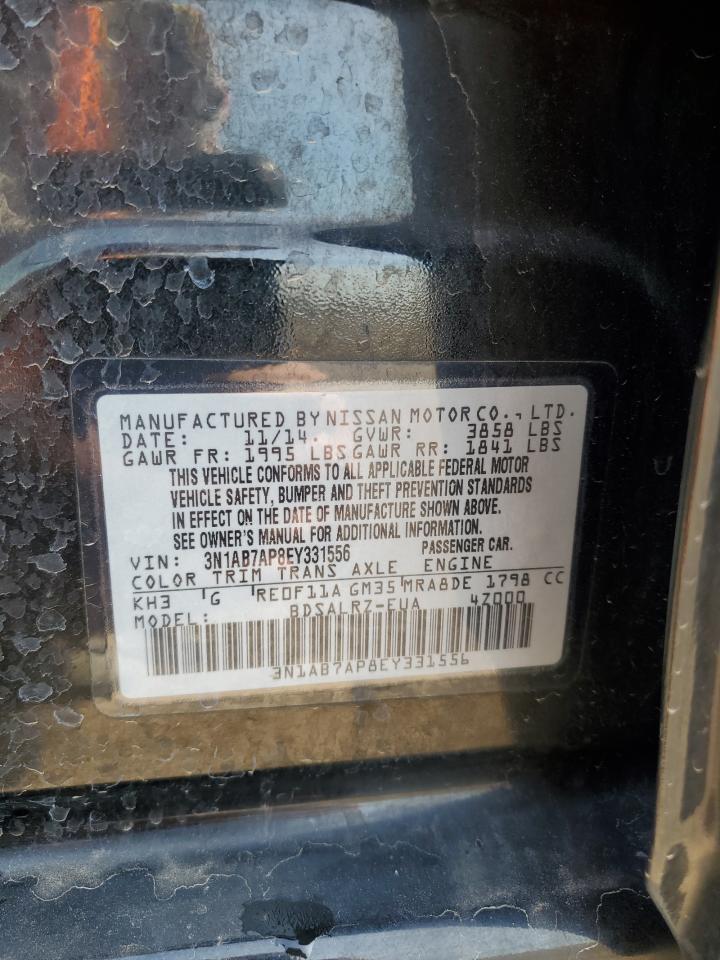 MANUFACTURED BY NISSAN MOTOR CO., LTD.
DATE: 11/14. GVWR: 3858 LBS
GAWR FR: 1995 LBS GAWR RR: 1841 LBS
THIS VEHICLE CONFORMS TO ALL APPLICABLE FEDERAL MOTOR
VEHICLE SAFETY, BUMPER AND THEFT PREVENTION STANDARDS
IN EFFECT ON THE DATE OF MANUFACTURE SHOWN ABOVE.
SEE OWNER'S MANUAL FOR ADDITIONAL INFORMATION.
VIN: 3N1AB7AP8EY331556 PASSENGER CAR.
COLOR TRIM TRANS AXLE ENGINE
KH3 G RE0F11A GM35 MRA8DE 1798 CC
MODEL: BDSALRZ-EUA 4Z000
3N1AB7AP8EY331556